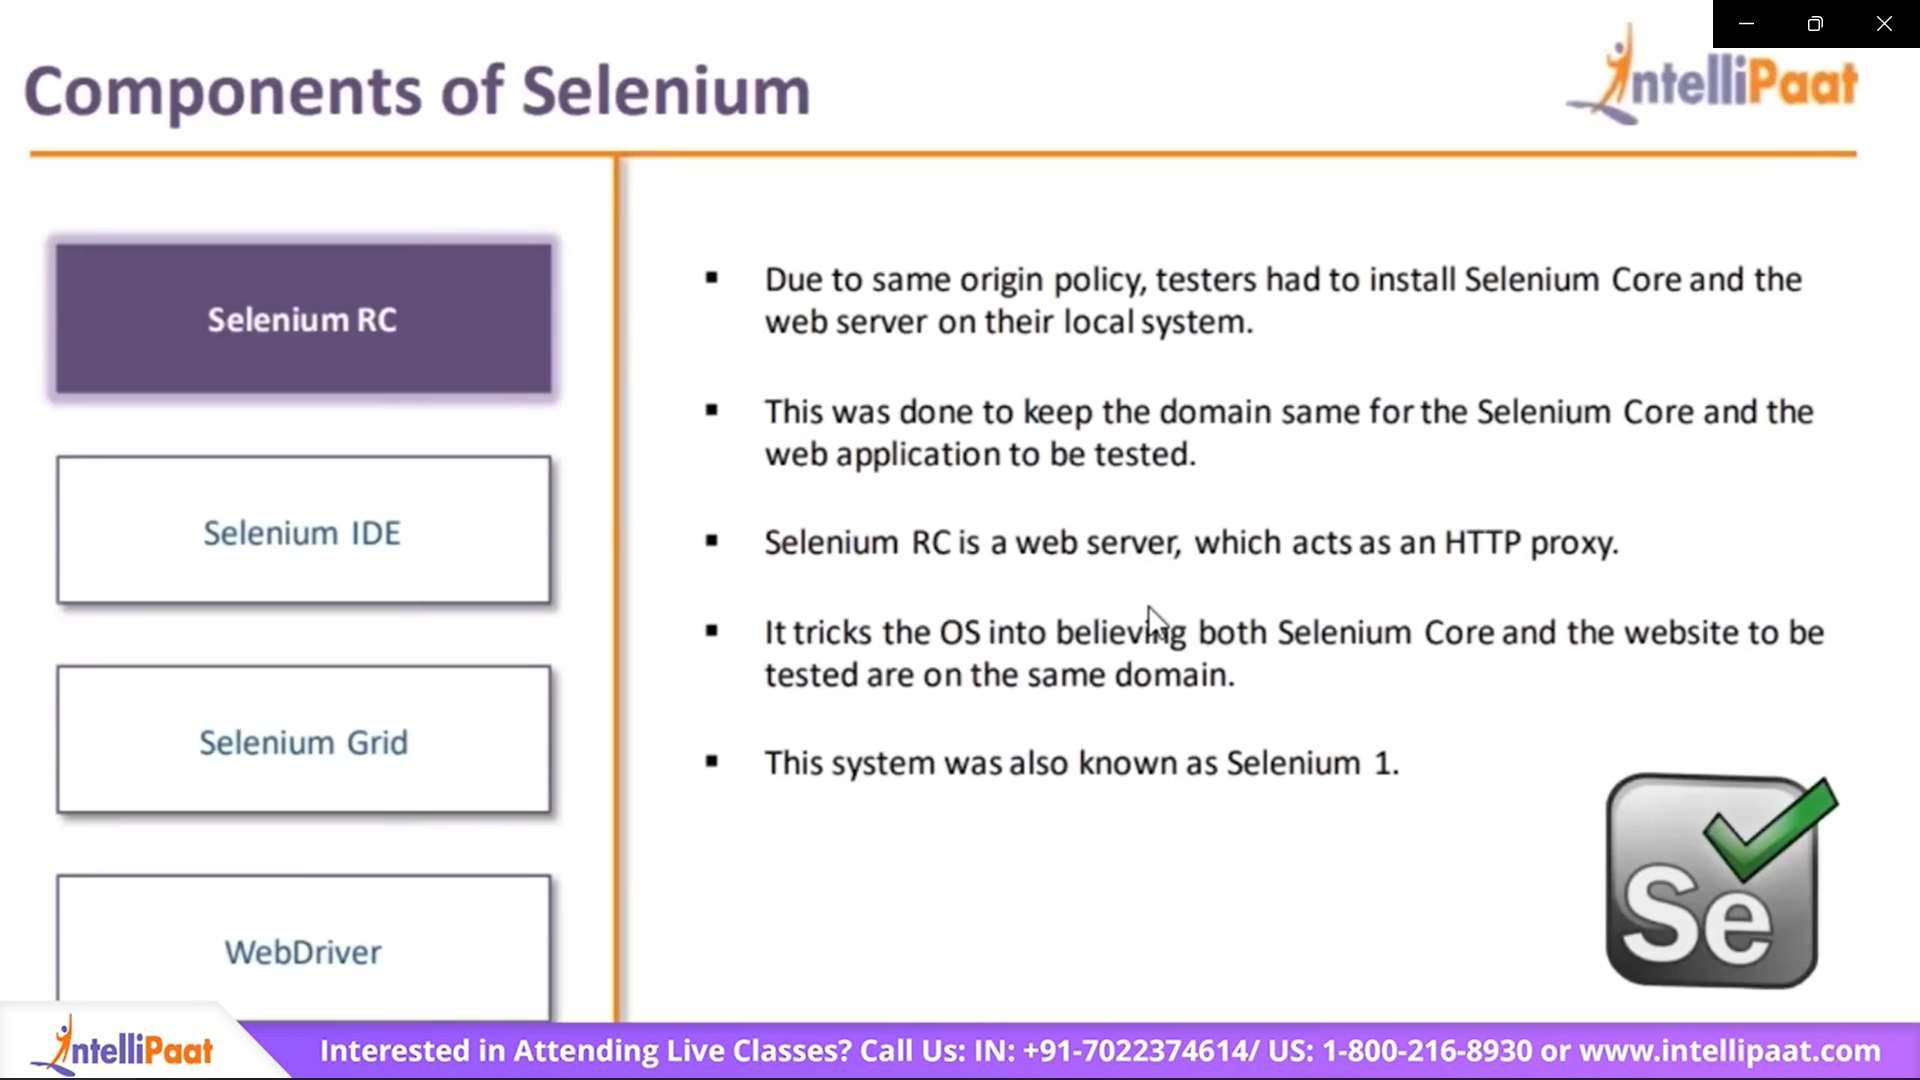 Components of Selenium
IntelliPaat
Selenium RC
Selenium IDE
Selenium Grid
WebDriver
▪ Due to same origin policy, testers had to install Selenium Core and the
web server on their local system.
▪ This was done to keep the domain same for the Selenium Core and the
web application to be tested.
▪ Selenium RC is a web server, which acts as an HTTP proxy.
▪ It tricks the OS into believing both Selenium Core and the website to be
tested are on the same domain.
▪ This system was also known as Selenium 1.
Se
IntelliPaat
Interested in Attending Live Classes? Call Us: IN: +91-7022374614/ US: 1-800-216-8930 or www.intellipaat.com